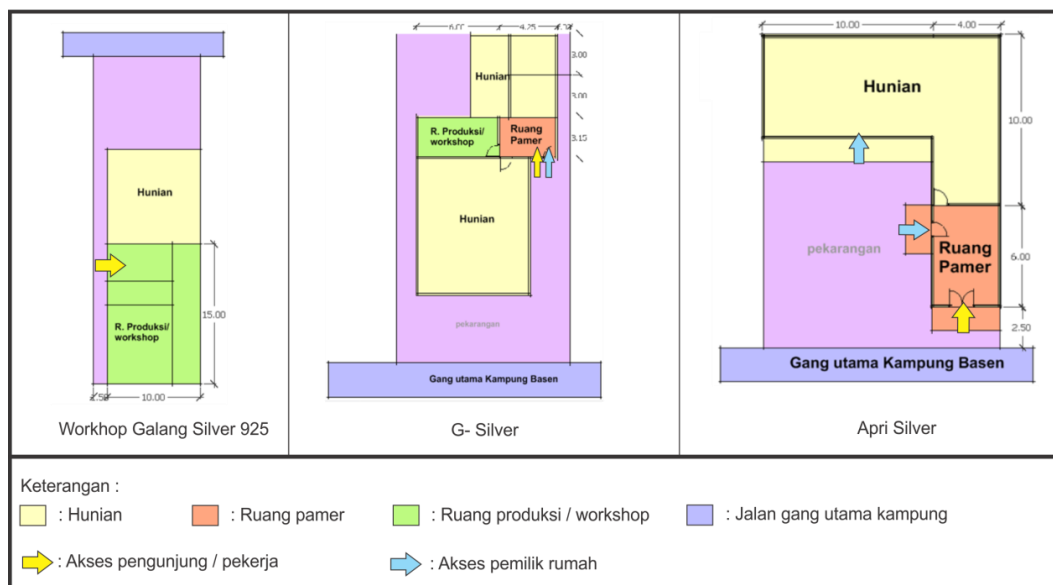 6.00
4.25
3.00
3.00
3.15
Hunian
R. Produksi/
workshop
Ruang
Pamer
Hunian
pekarangan
Gang utama Kampung Basen
G- Silver
Hunian
R. Produksi/
workshop
15.00
10.00
Workhop Galang Silver 925
10.00
4.00
Hunian
10.00
pekarangan
Ruang
Pamer
6.00
2.50
Gang utama Kampung Basen
Apri Silver
Keterangan :
: Hunian
: Ruang pamer
: Ruang produksi / workshop
: Jalan gang utama kampung
: Akses pengunjung / pekerja
: Akses pemilik rumah